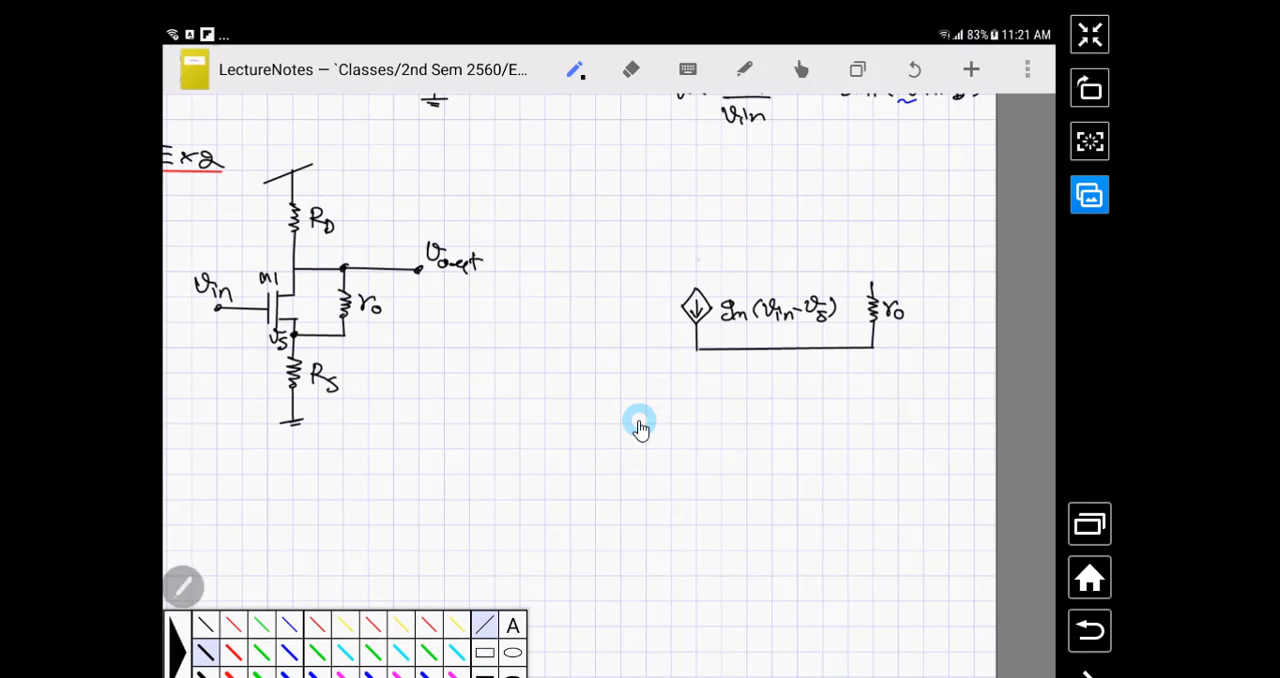 ... 83% 11:21 AM
LectureNotes — `Classes/2nd Sem 2560/E...
Vin
Ex2
RD
Vout
M1
Vin
ro
gm(Vin-Vs)
ro
Vs
Rs
A